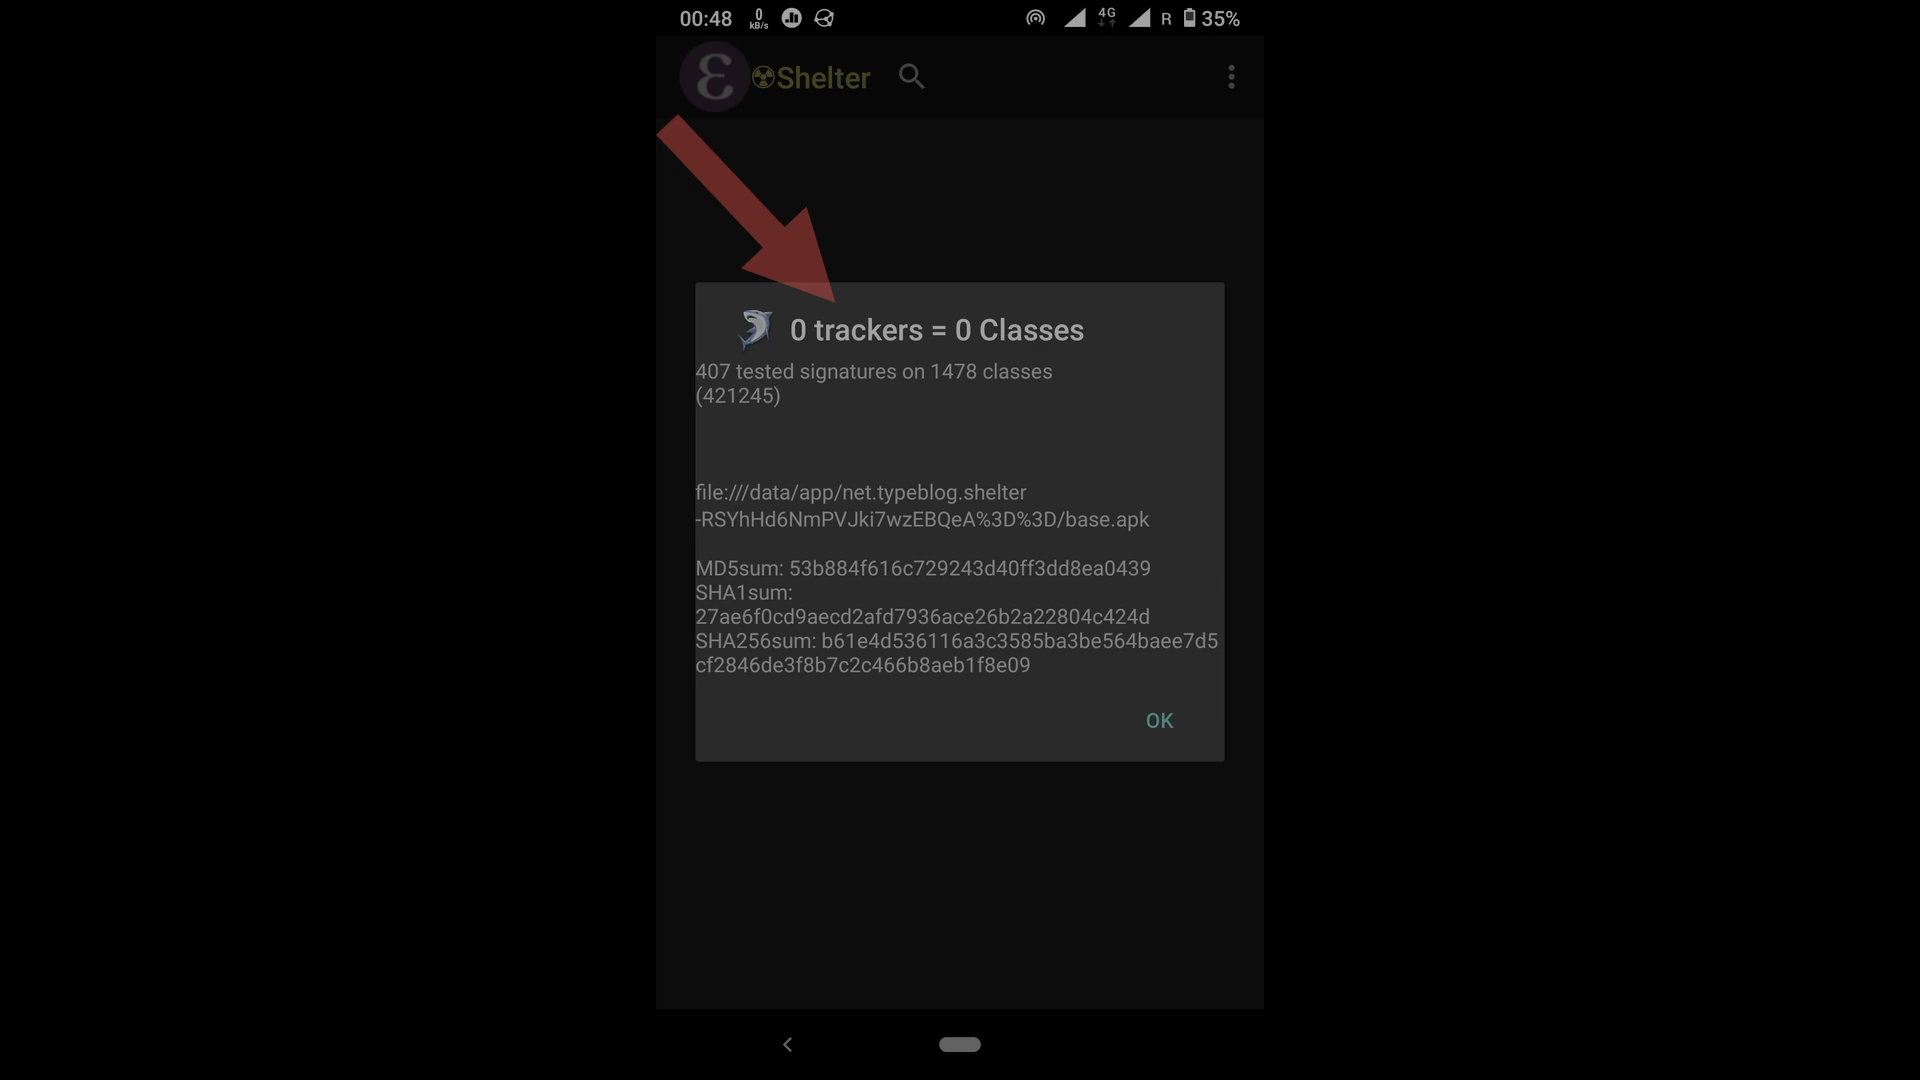 00:48 0 kB/s 4G R 35%
ε ☢Shelter
0 trackers = 0 Classes
407 tested signatures on 1478 classes
(421245)
file:///data/app/net.typeblog.shelter
-RSYhHd6NmPVJki7wzEBQeA%3D%3D/base.apk
MD5sum: 53b884f616c729243d40ff3dd8ea0439
SHA1sum:
27ae6f0cd9aecd2afd7936ace26b2a22804c424d
SHA256sum: b61e4d536116a3c3585ba3be564baee7d5
cf2846de3f8b7c2c466b8aeb1f8e09
OK